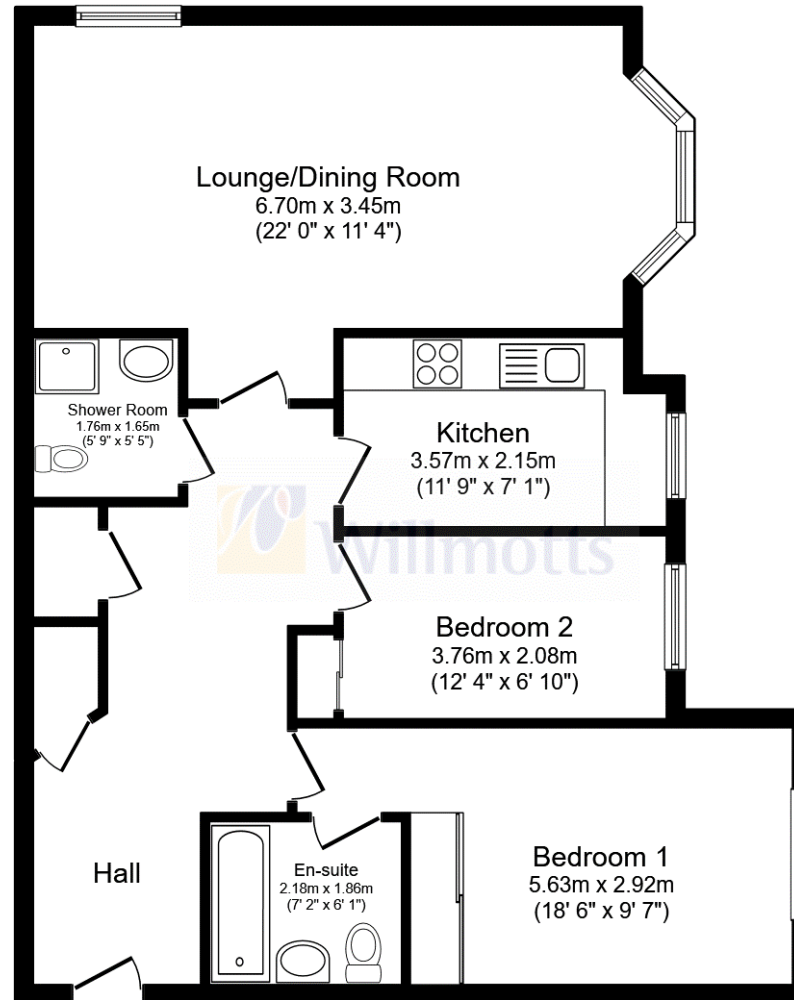 Lounge/Dining Room
6.70m x 3.45m
(22' 0" x 11' 4")
Shower Room
1.76m x 1.65m
(5' 9" x 5' 5")
Kitchen
3.57m x 2.15m
(11' 9" x 7' 1")
Willmotts
Bedroom 2
3.76m x 2.08m
(12' 4" x 6' 10")
Hall
En-suite
2.18m x 1.86m
(7' 2" x 6' 1")
Bedroom 1
5.63m x 2.92m
(18' 6" x 9' 7")